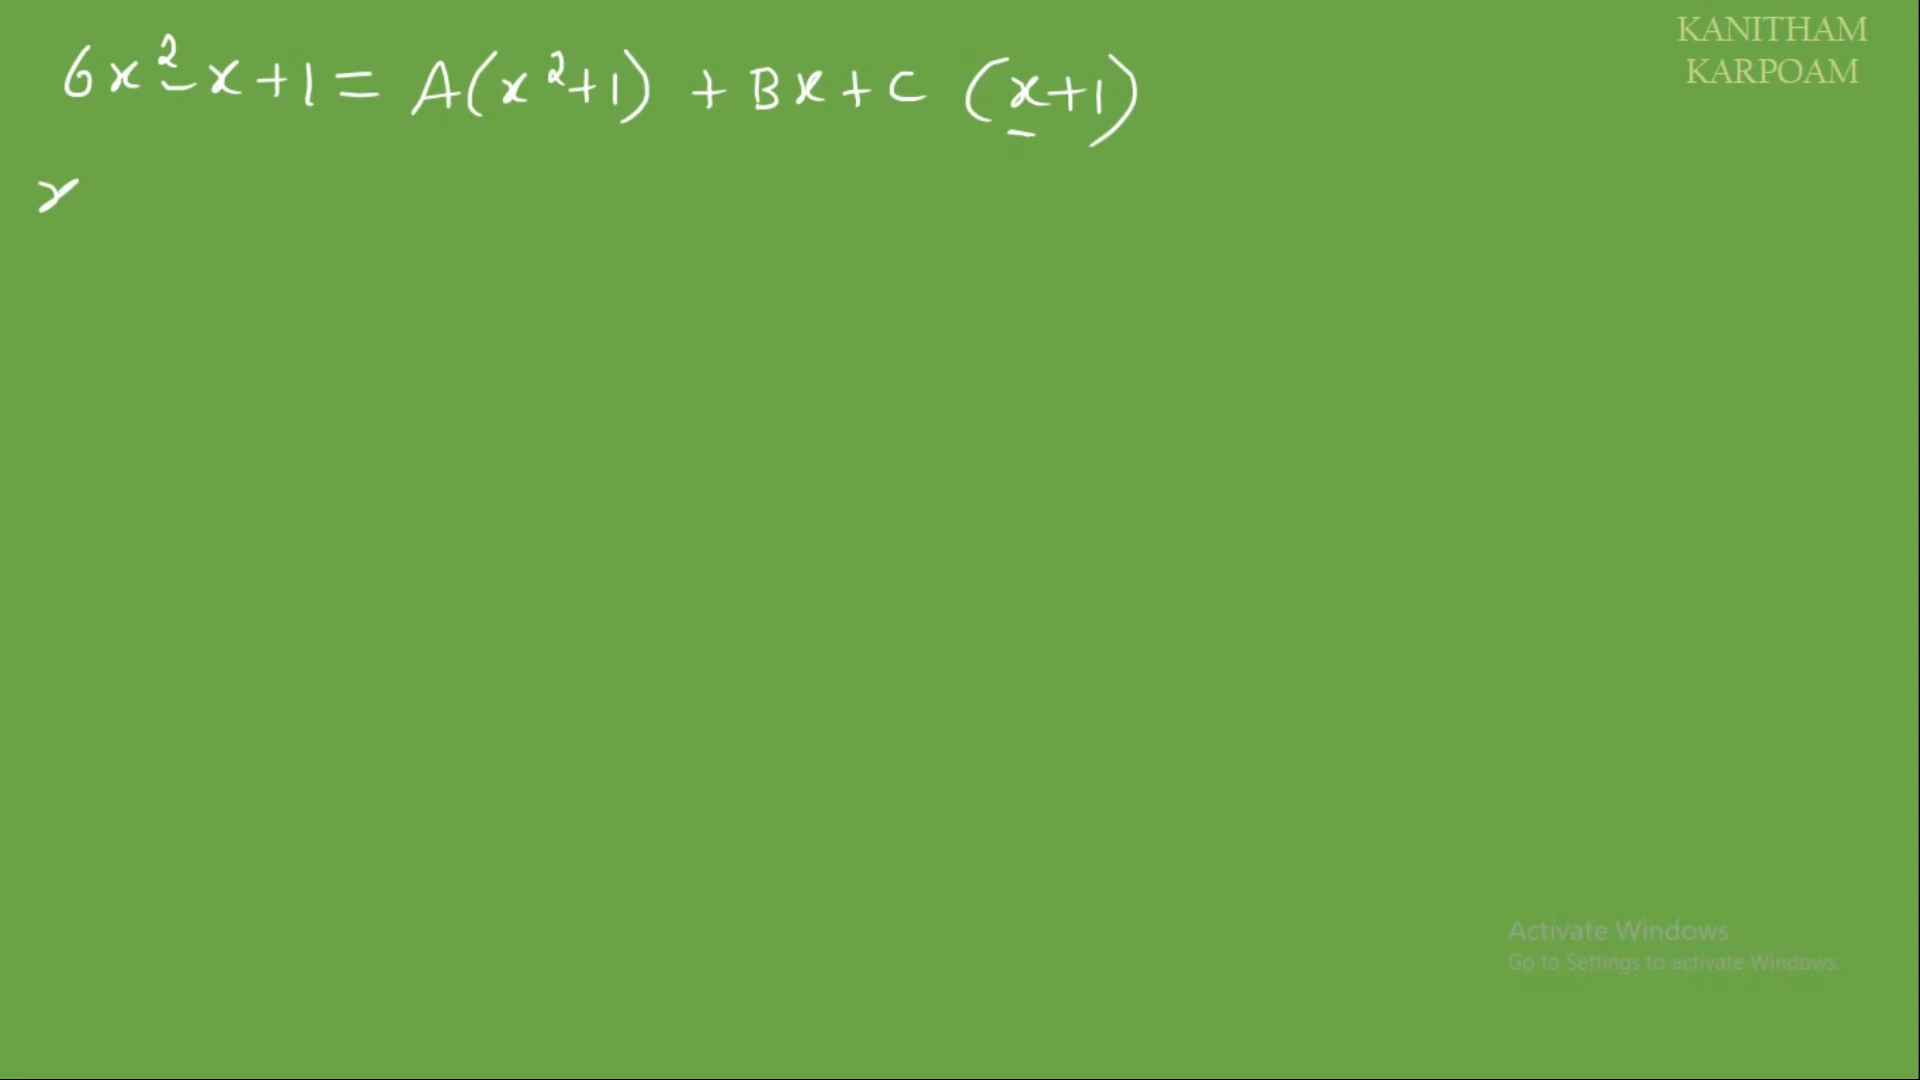 6x²-x+1= A(x²+1) + Bx+C (x+1)
x
KANITHAM
KARPOAM
Activate Windows
Go to Settings to activate Windows.